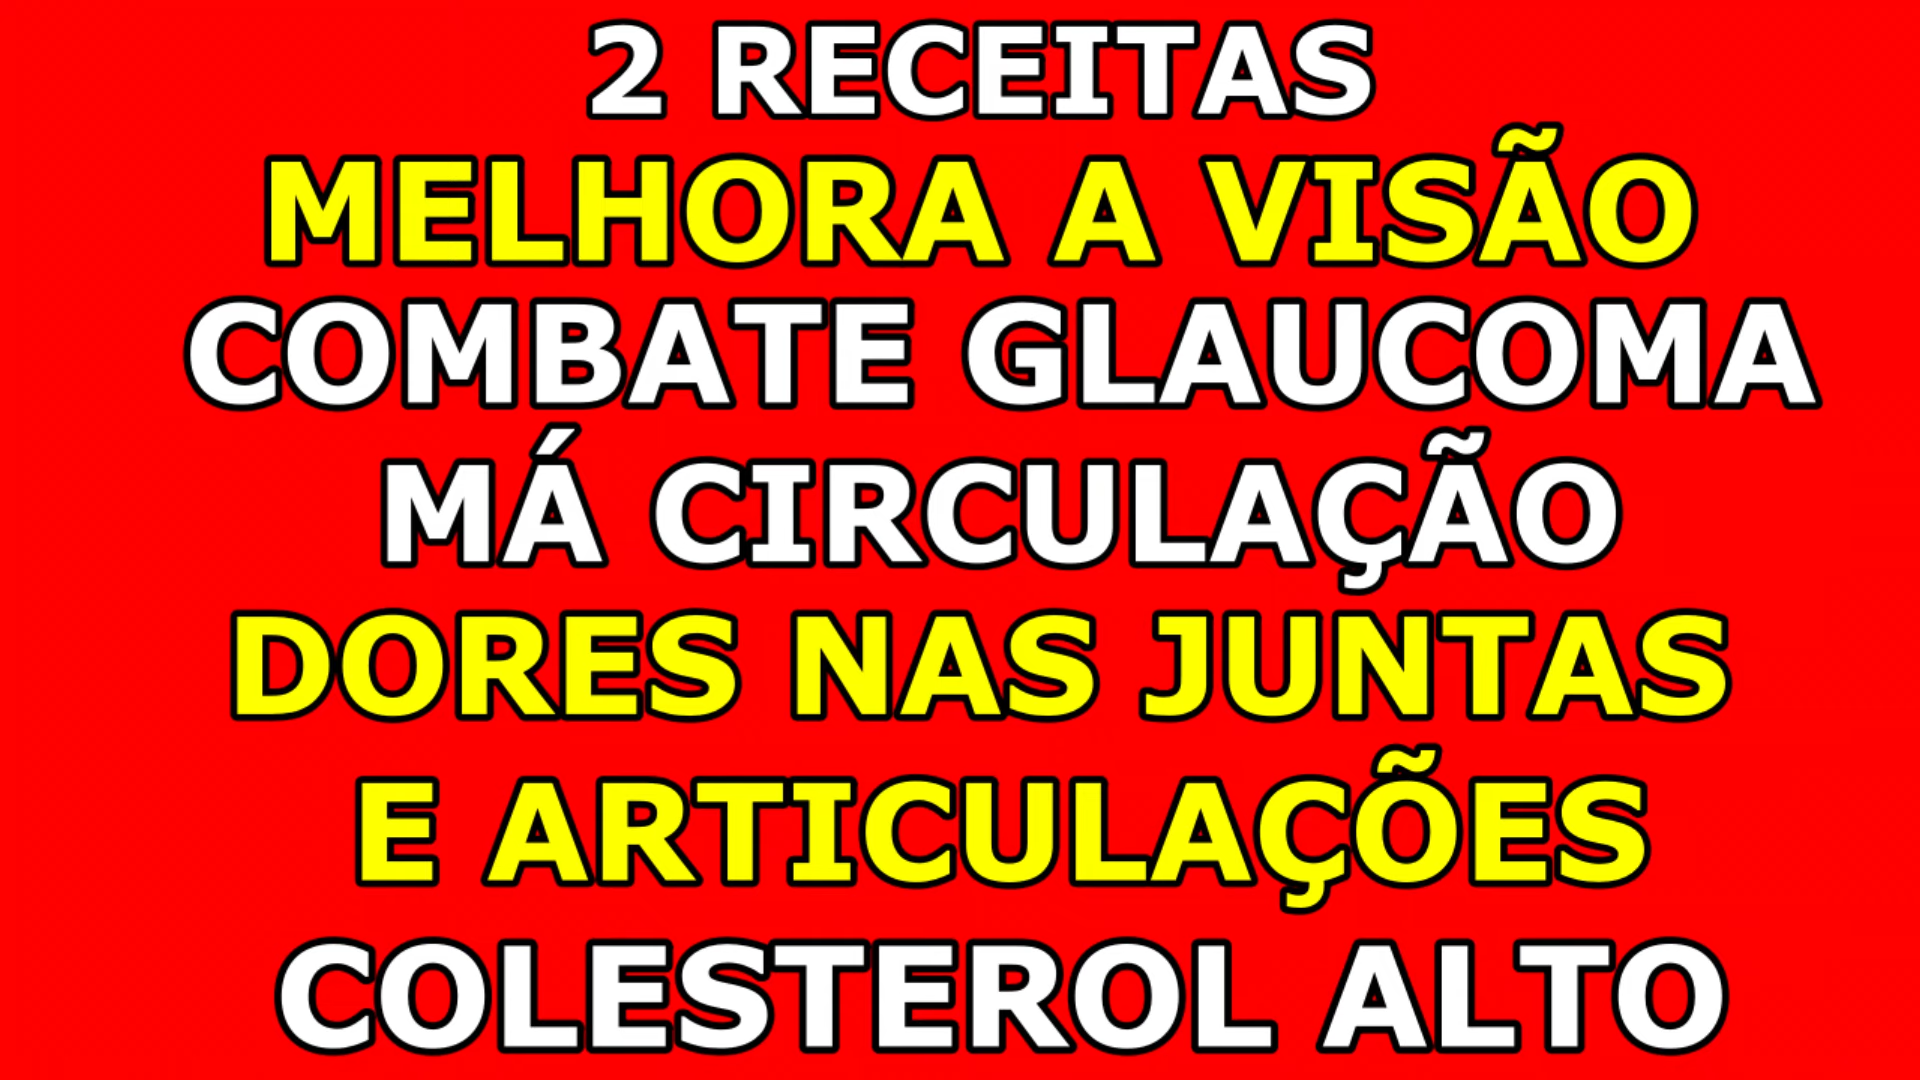 2 RECEITAS
MELHORA A VISÃO
COMBATE GLAUCOMA
MÁ CIRCULAÇÃO
DORES NAS JUNTAS
E ARTICULAÇÕES
COLESTEROL ALTO